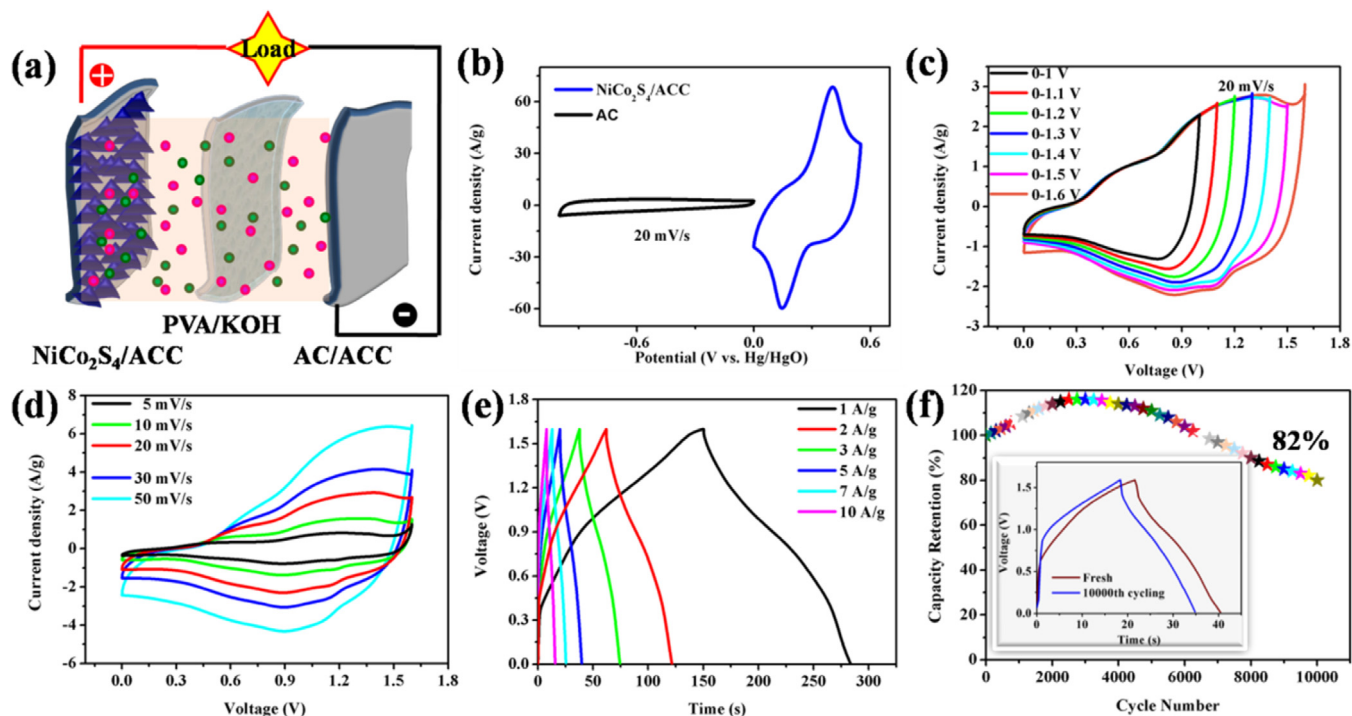 (a)
Load
+
PVA/KOH
−
NiCo₂S₄/ACC
AC/ACC
(b)
Current density (A/g)
60
30
0
-30
-60
NiCo₂S₄/ACC
AC
20 mV/s
-0.6
0.0
0.6
Potential (V vs. Hg/HgO)
(c)
Current density (A/g)
3
2
1
0
-1
-2
-3
0-1 V
0-1.1 V
0-1.2 V
0-1.3 V
0-1.4 V
0-1.5 V
0-1.6 V
20 mV/s
0.0
0.3
0.6
0.9
1.2
1.5
1.8
Voltage (V)
(d)
Current density (A/g)
6
4
2
0
-2
-4
-6
5 mV/s
10 mV/s
20 mV/s
30 mV/s
50 mV/s
0.0
0.3
0.6
0.9
1.2
1.5
1.8
Voltage (V)
(e)
Voltage (V)
1.8
1.5
1.2
0.9
0.6
0.3
0.0
1 A/g
2 A/g
3 A/g
5 A/g
7 A/g
10 A/g
0
50
100
150
200
250
300
Time (s)
(f)
Capacity Retention (%)
120
100
80
60
40
20
0
82%
Voltage (V)
1.5
1.0
0.5
0.0
Fresh
10000th cycling
0
10
20
30
40
Time (s)
0
2000
4000
6000
8000
10000
Cycle Number